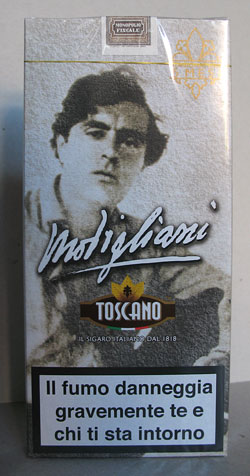 MONOPOLIO
FISCALE
Modigliani
TOSCANO
IL SIGARO ITALIANO DAL 1818
Il fumo danneggia
gravemente te e
chi ti sta intorno